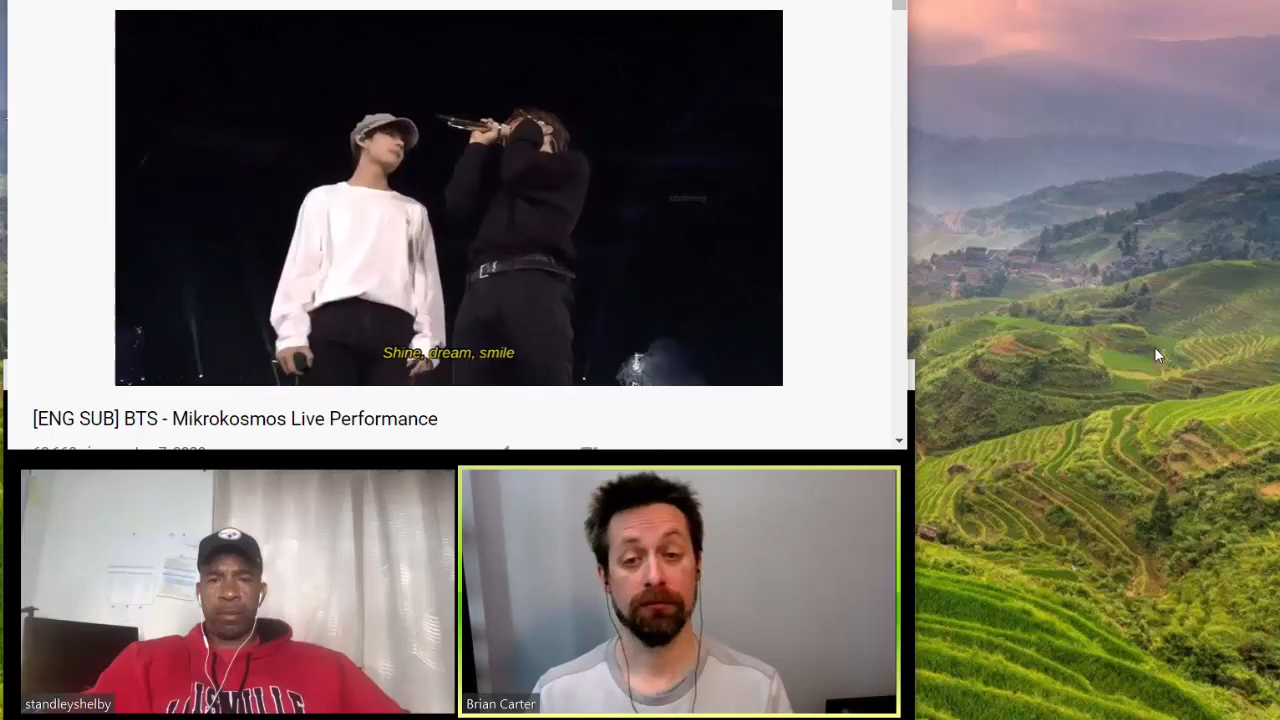 Shine, dream, smile
[ENG SUB] BTS - Mikrokosmos Live Performance
standleyshelby
Brian Carter